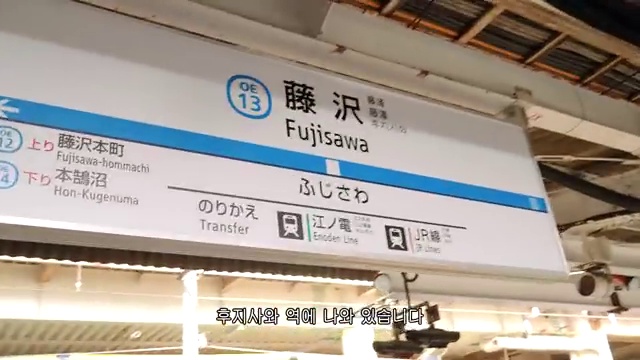 OE
13
藤沢
Fujisawa
ふじさわ
12
上り 藤沢本町
Fujisawa-hommachi
下り 本鵠沼
Hon-Kugenuma
のりかえ
Transfer
江ノ電
Enoden Line
JR線
JR Lines
후지사와 역에 나와 있습니다